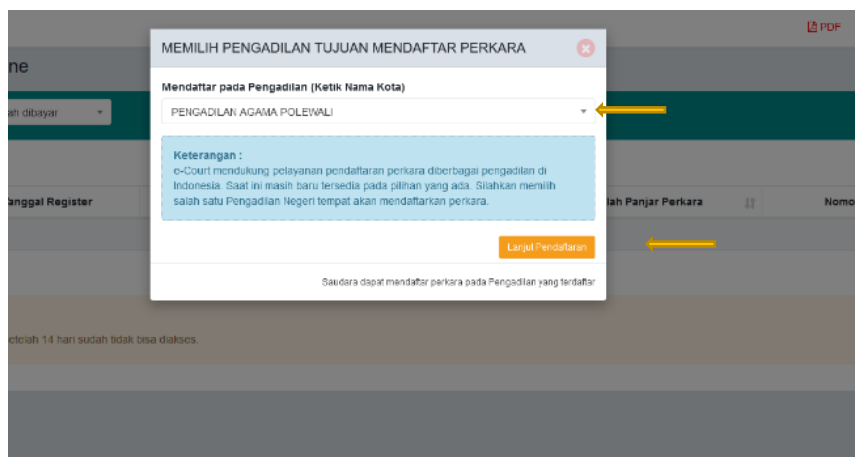 PDF
MEMILIH PENGADILAN TUJUAN MENDAFTAR PERKARA
ne
Mendaftar pada Pengadilan (Ketik Nama Kota)
ah dibayar
PENGADILAN AGAMA POLEWALI
Keterangan :
e-Court mendukung pelayanan pendaftaran perkara diberbagai pengadilan di
Indonesia. Saat ini masih baru tersedia pada pilihan yang ada. Silahkan memilih
salah satu Pengadilan Negeri tempat akan mendaftarkan perkara.
anggal Register
lah Panjar Perkara
Nomo
Lanjut Pendaftaran
Saudara dapat mendaftar perkara pada Pengadilan yang terdaftar
etelah 14 hari sudah tidak bisa diakses.